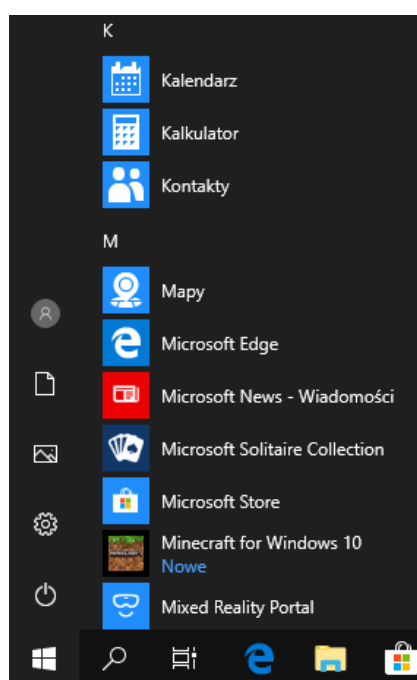 K
Kalendarz
Kalkulator
Kontakty
M
Mapy
Microsoft Edge
Microsoft News - Wiadomości
Microsoft Solitaire Collection
Microsoft Store
Minecraft for Windows 10
Nowe
Mixed Reality Portal